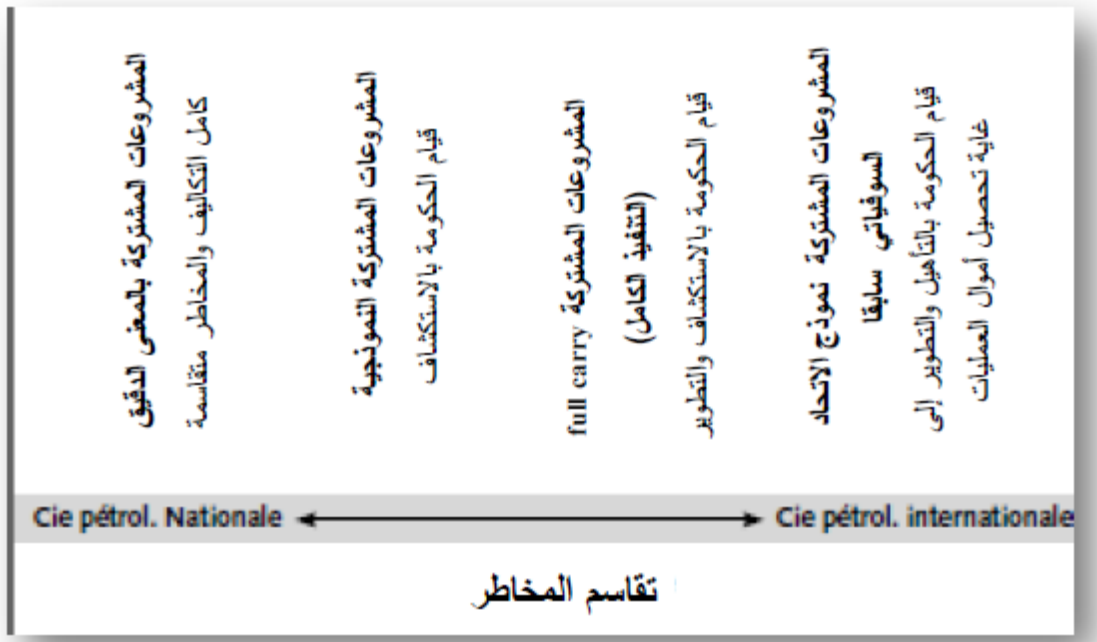 المشروعات المشتركة بالمعنى الدقيق
كامل التكاليف والمخاطر متقاسمة
المشروعات المشتركة النموذجية
قيام الحكومة بالاستكشاف
المشروعات المشتركة full carry
(التنفيذ الكامل)
قيام الحكومة بالاستكشاف والتطوير
المشروعات المشتركة نموذج الاتحاد
السوفياتي سابقا
قيام الحكومة بالتأهيل والتطوير إلى
غاية تحصيل أموال العمليات
Cie pétrol. Nationale
Cie pétrol. internationale
تقاسم المخاطر